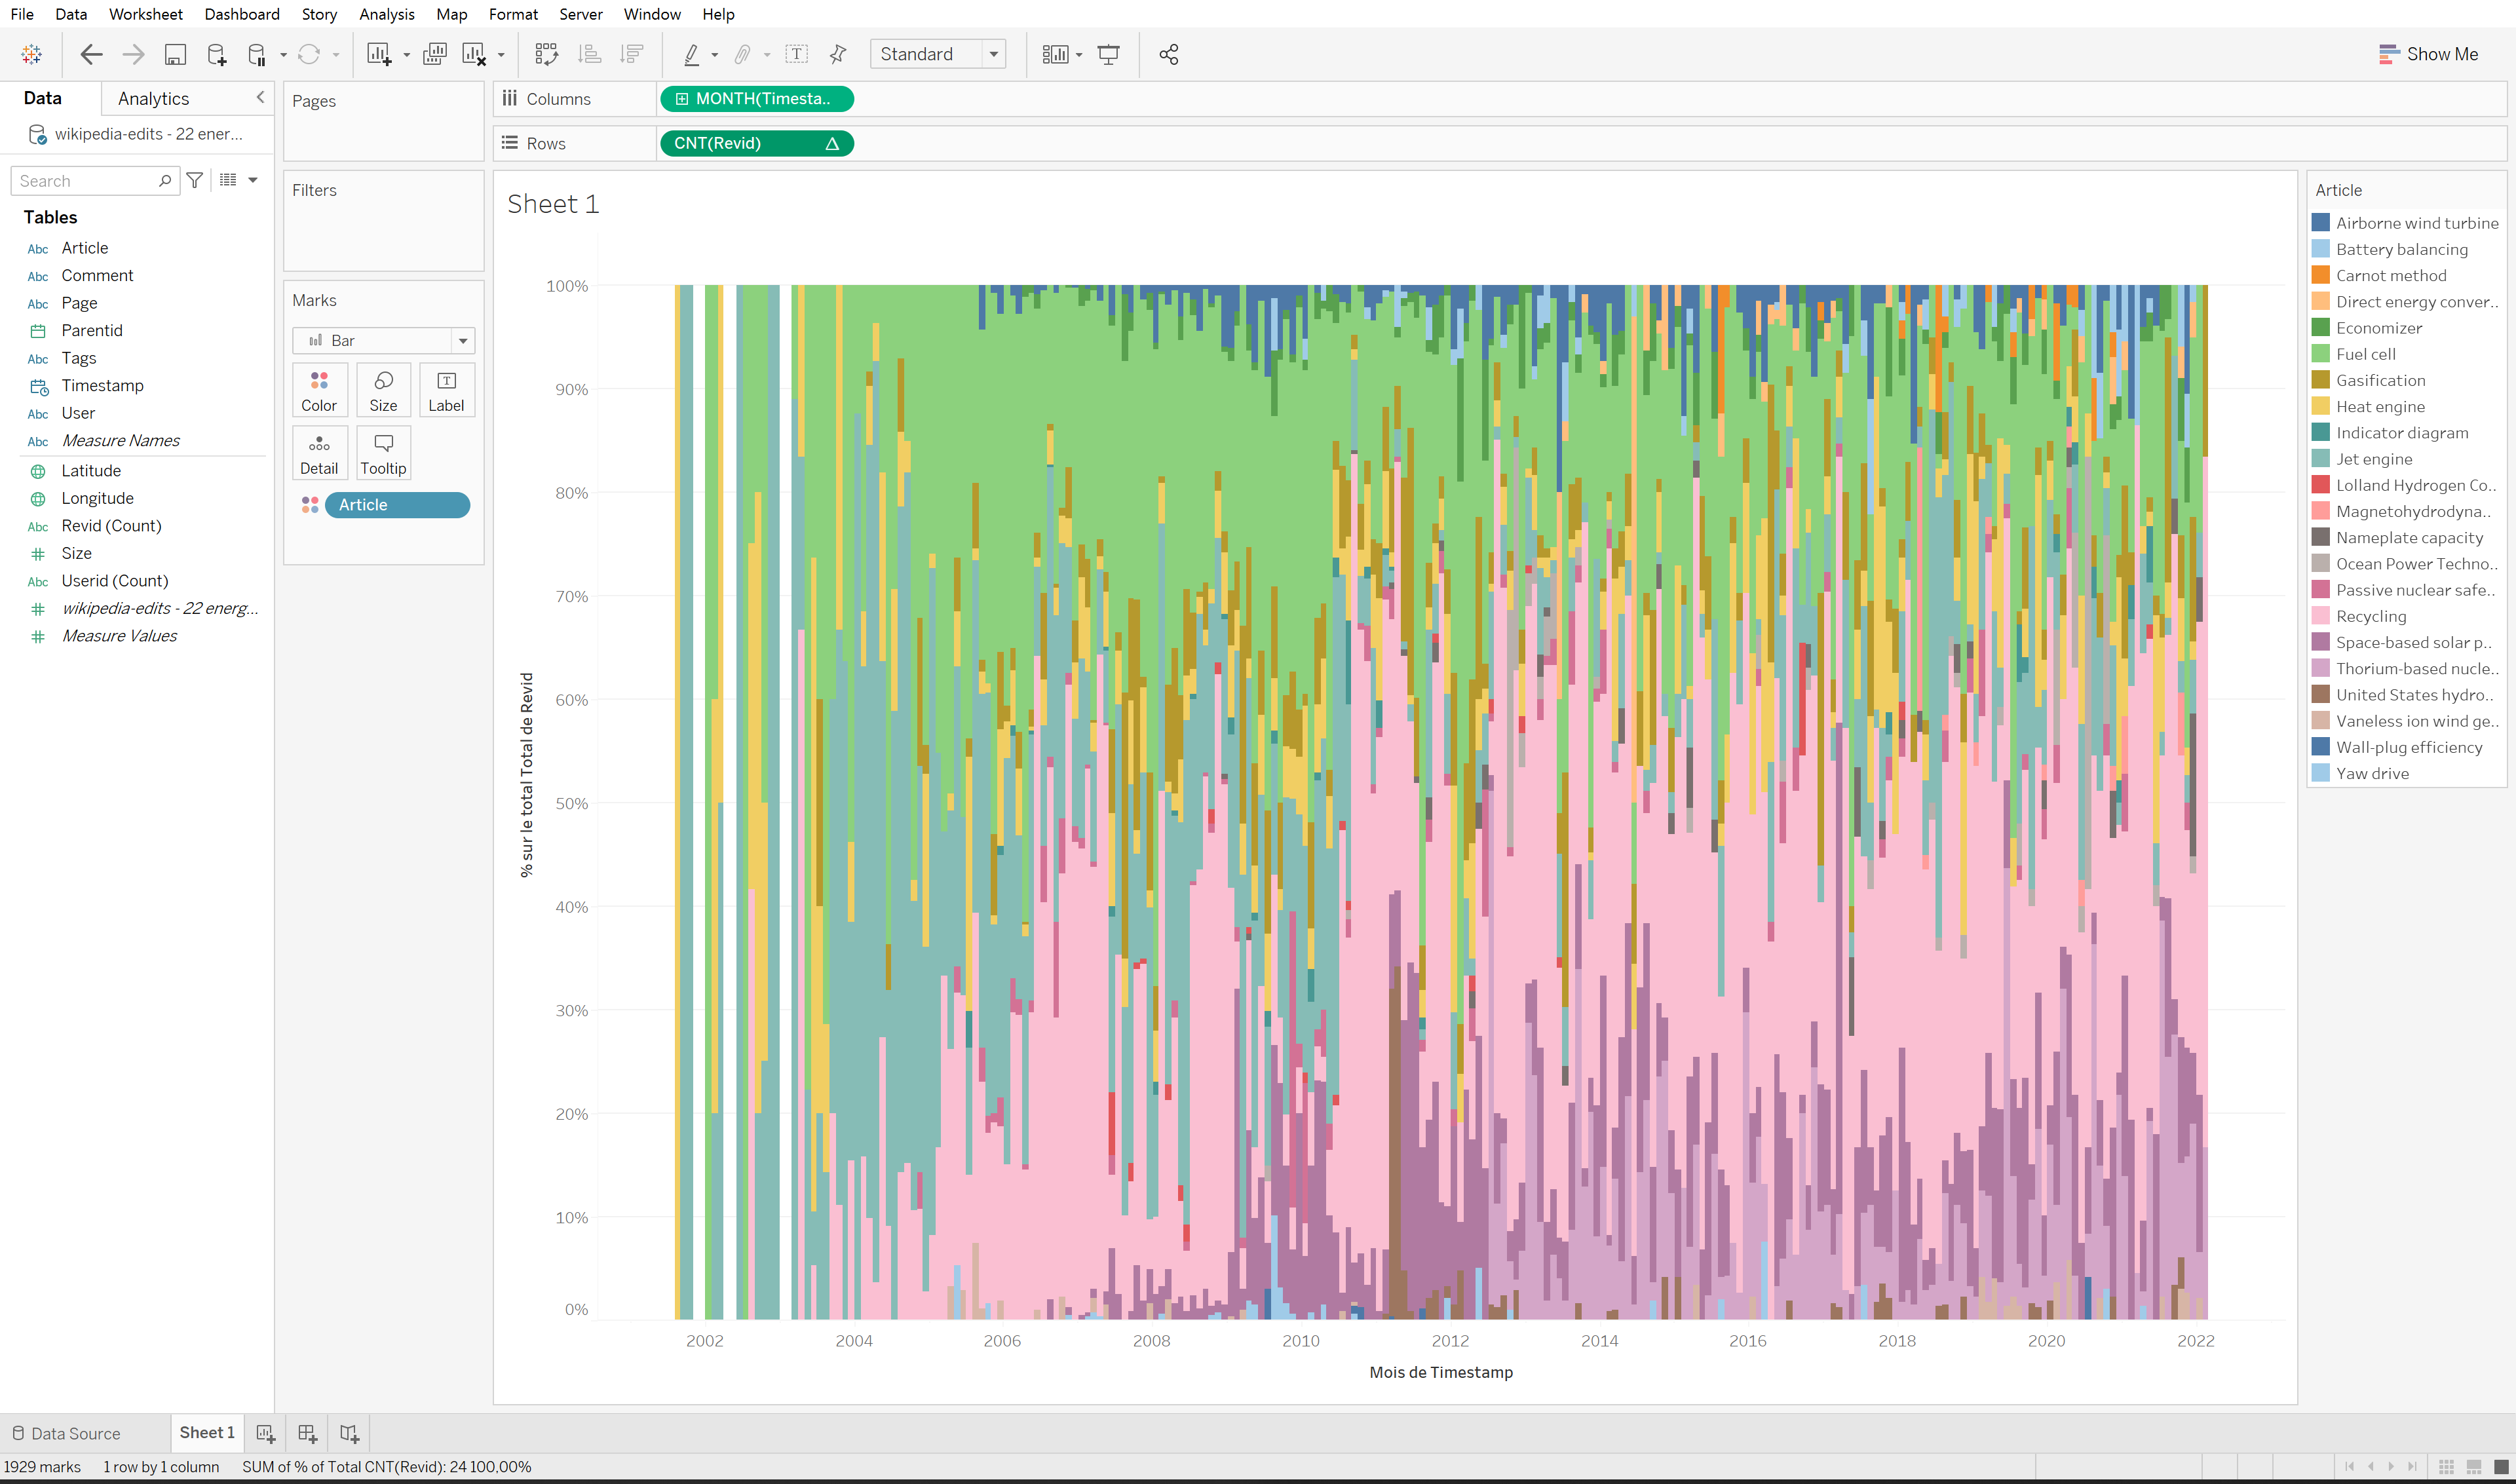 File Data Worksheet Dashboard Story Analysis Map Format Server Window Help
Standard
Show Me
Data Analytics
wikipedia-edits - 22 ener...
Search
Tables
Abc Article
Abc Comment
Abc Page
Parentid
Abc Tags
Timestamp
Abc User
Abc Measure Names
Latitude
Longitude
Abc Revid (Count)
Size
Abc Userid (Count)
wikipedia-edits - 22 energ...
Measure Values
Pages
Filters
Marks
Bar
Color Size Label
Detail Tooltip
Article
Columns MONTH(Timesta..
Rows CNT(Revid) Δ
Sheet 1
100%
90%
80%
70%
60%
50%
40%
30%
20%
10%
0%
% sur le total Total de Revid
2002 2004 2006 2008 2010 2012 2014 2016 2018 2020 2022
Mois de Timestamp
Article
Airborne wind turbine
Battery balancing
Carnot method
Direct energy conver..
Economizer
Fuel cell
Gasification
Heat engine
Indicator diagram
Jet engine
Lolland Hydrogen Co..
Magnetohydrodyna..
Nameplate capacity
Ocean Power Techno..
Passive nuclear safe..
Recycling
Space-based solar p..
Thorium-based nucle..
United States hydro..
Vaneless ion wind ge..
Wall-plug efficiency
Yaw drive
Data Source Sheet 1
1929 marks 1 row by 1 column SUM of % of Total CNT(Revid): 24 100,00%